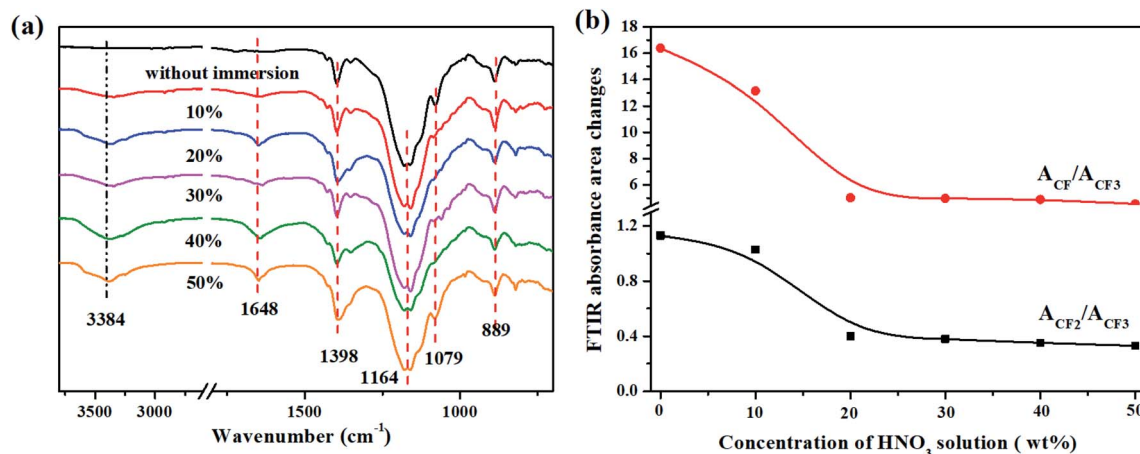 (a)
without immersion
10%
20%
30%
40%
50%
3384
1648
1398
1164
1079
889
3500 3000 1500 1000
Wavenumber (cm⁻¹)
(b)
FTIR absorbance area changes
18
16
14
12
10
8
6
1.2
0.8
0.4
0.0
A_CF/A_CF3
A_CF2/A_CF3
0 10 20 30 40 50
Concentration of HNO₃ solution ( wt%)